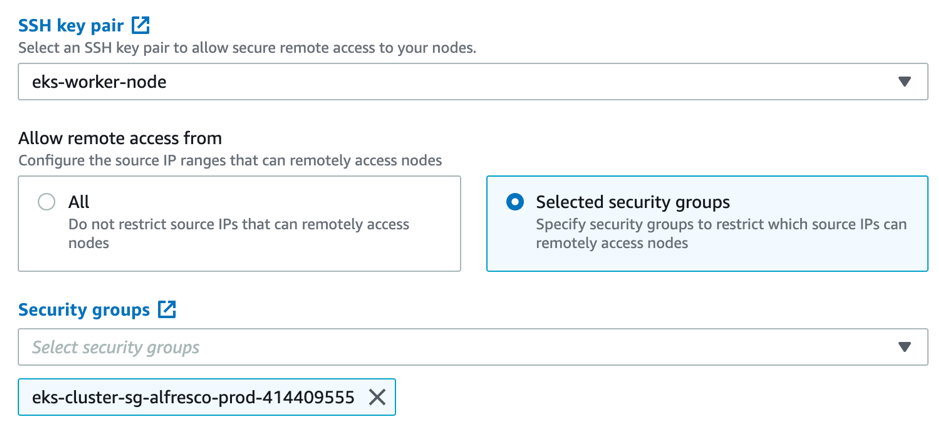 SSH key pair
Select an SSH key pair to allow secure remote access to your nodes.
eks-worker-node
Allow remote access from
Configure the source IP ranges that can remotely access nodes
All
Do not restrict source IPs that can remotely access
nodes
Selected security groups
Specify security groups to restrict which source IPs can
remotely access nodes
Security groups
Select security groups
eks-cluster-sg-alfresco-prod-414409555